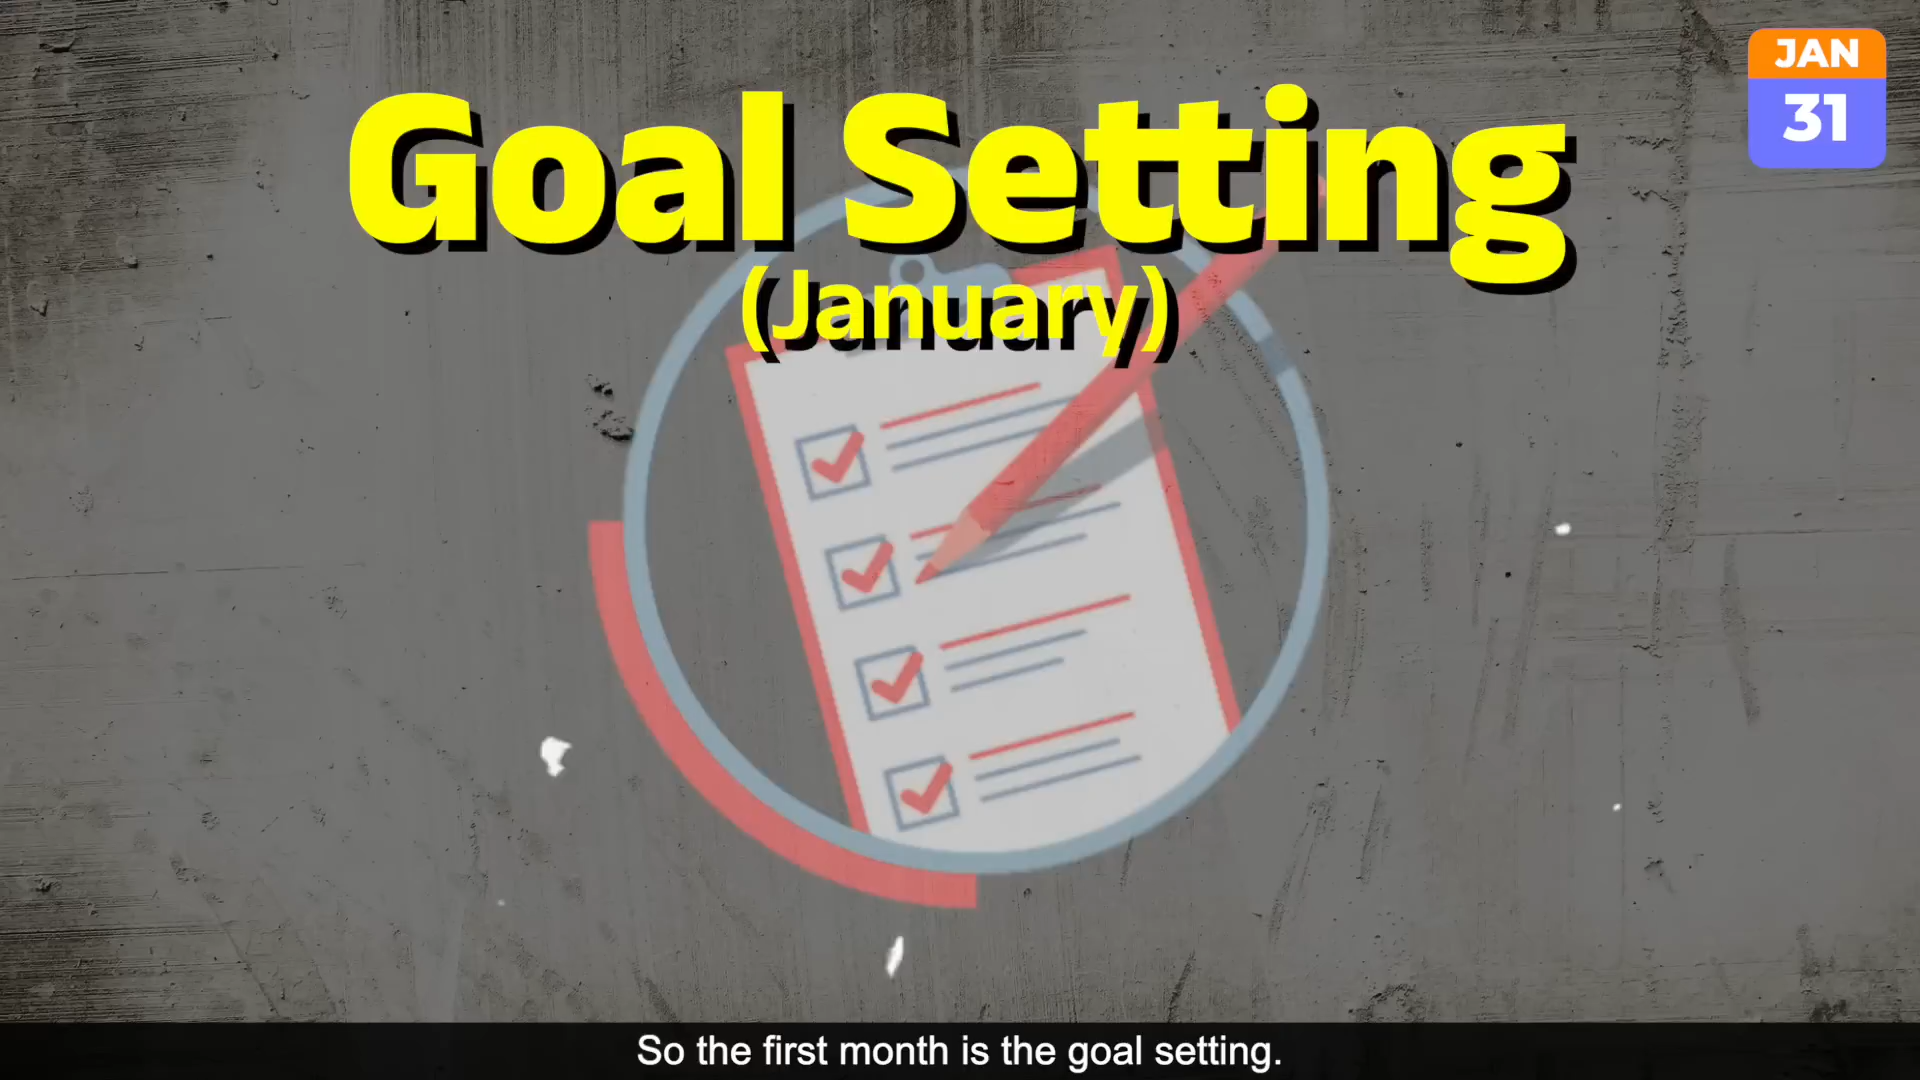 JAN
31
Goal Setting
(January)
So the first month is the goal setting.